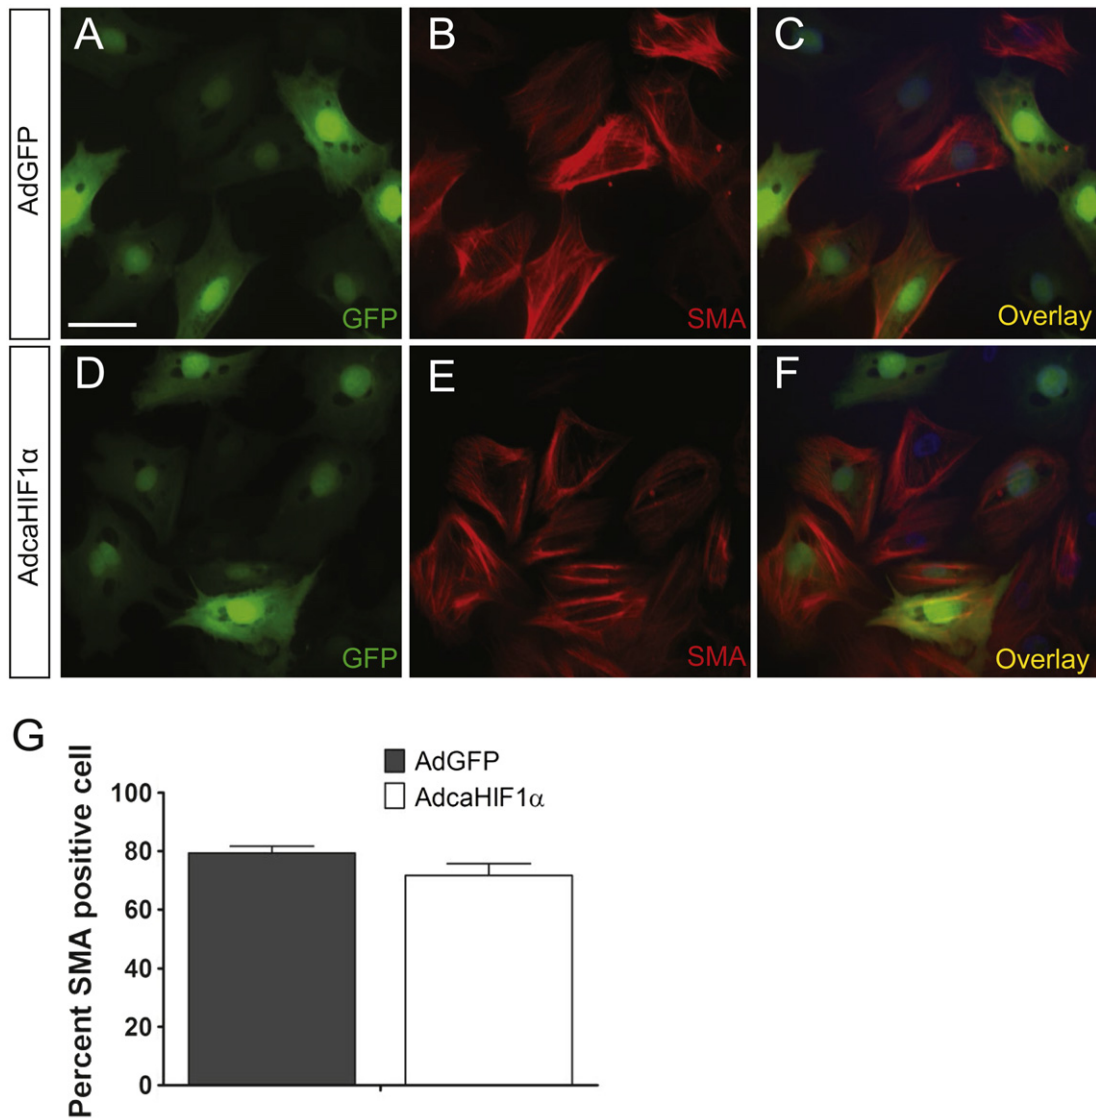 AdGFP
A
GFP
B
SMA
C
Overlay
AdcaHIF1α
D
GFP
E
SMA
F
Overlay
G
Percent SMA positive cell
AdGFP
AdcaHIF1α
100
80
60
40
20
0